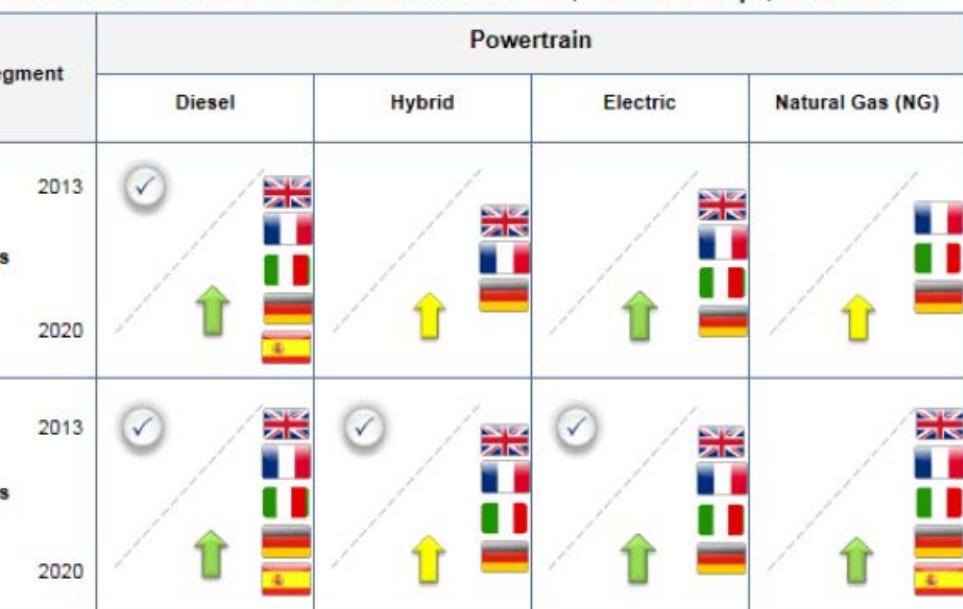 Powertrain
egment
Diesel Hybrid Electric Natural Gas (NG)
2013
s
2020
2013
s
2020